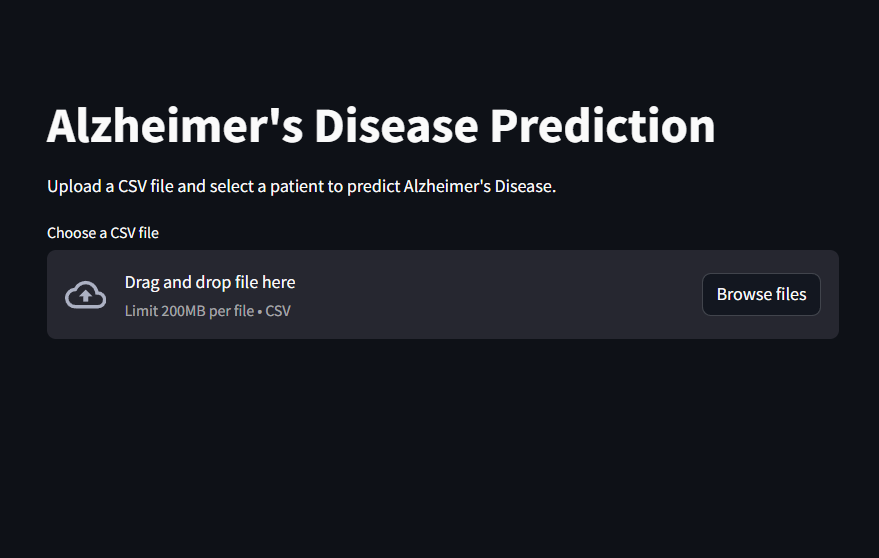 Alzheimer's Disease Prediction
Upload a CSV file and select a patient to predict Alzheimer's Disease.
Choose a CSV file
Drag and drop file here
Limit 200MB per file • CSV
Browse files